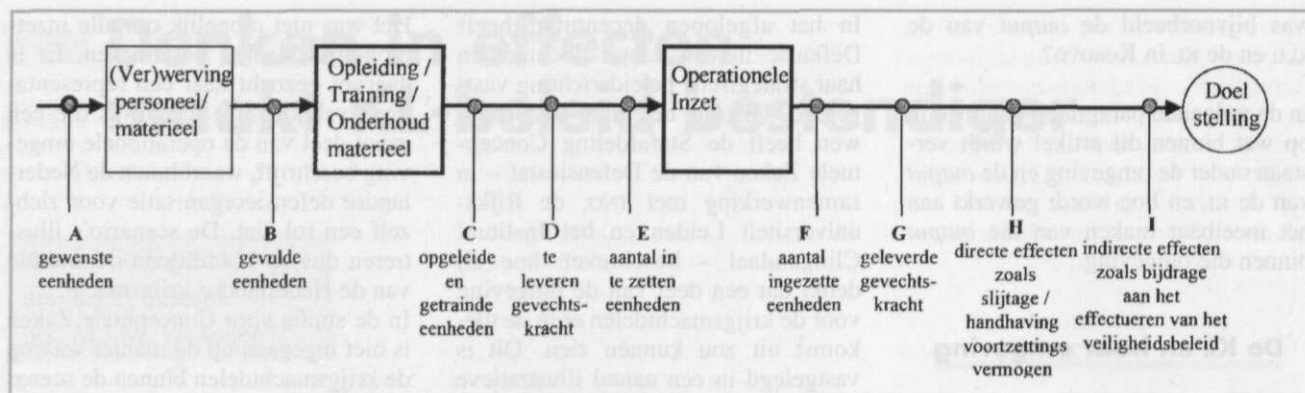 (Ver)werving
personeel/
materieel
Opleiding /
Training /
Onderhoud
materieel
Operationele
Inzet
Doel
stelling
A
gewenste
eenheden
B
gevulde
eenheden
C
opgeleide
en
getrainde
eenheden
D
te
leveren
gevechts-
kracht
E
aantal in
te zetten
eenheden
F
aantal
ingezette
eenheden
G
geleverde
gevechts-
kracht
H
directe effecten
zoals
slijtage /
handhaving
voortzettings
vermogen
I
indirecte effecten
zoals bijdrage
aan het
effectueren van het
veiligheidsbeleid